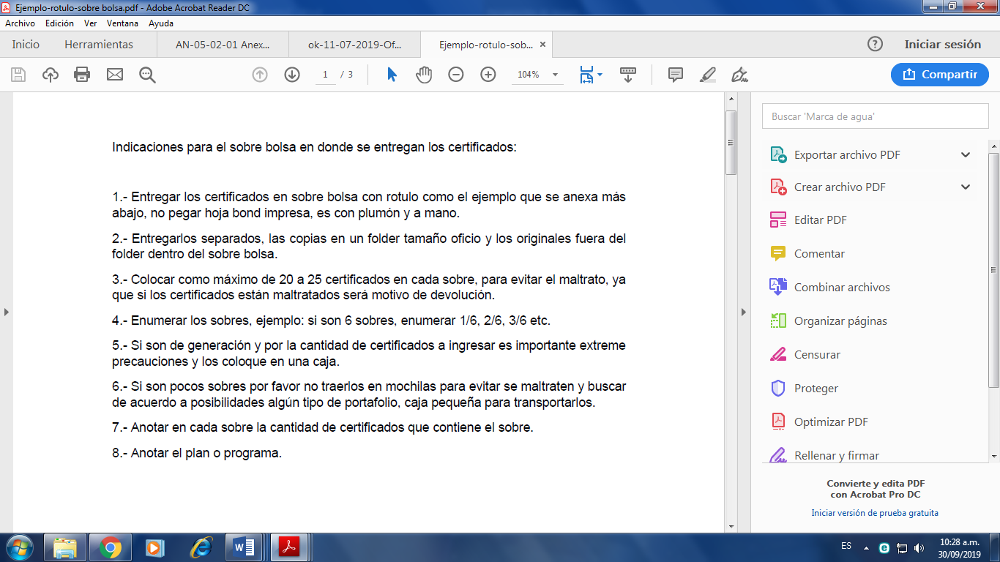 Ejemplo-rotulo-sobre bolsa.pdf - Adobe Acrobat Reader DC
Archivo Edición Ver Ventana Ayuda
Inicio Herramientas AN-05-02-01 Anex... ok-11-07-2019-Of... Ejemplo-rotulo-sob... × Iniciar sesión
1 / 3 104% Compartir
Indicaciones para el sobre bolsa en donde se entregan los certificados:
1.- Entregar los certificados en sobre bolsa con rotulo como el ejemplo que se anexa más
abajo, no pegar hoja bond impresa, es con plumón y a mano.
2.- Entregarlos separados, las copias en un folder tamaño oficio y los originales fuera del
folder dentro del sobre bolsa.
3.- Colocar como máximo de 20 a 25 certificados en cada sobre, para evitar el maltrato, ya
que si los certificados están maltratados será motivo de devolución.
4.- Enumerar los sobres, ejemplo: si son 6 sobres, enumerar 1/6, 2/6, 3/6 etc.
5.- Si son de generación y por la cantidad de certificados a ingresar es importante extreme
precauciones y los coloque en una caja.
6.- Si son pocos sobres por favor no traerlos en mochilas para evitar se maltraten y buscar
de acuerdo a posibilidades algún tipo de portafolio, caja pequeña para transportarlos.
7.- Anotar en cada sobre la cantidad de certificados que contiene el sobre.
8.- Anotar el plan o programa.
Buscar 'Marca de agua'
Exportar archivo PDF
Crear archivo PDF
Editar PDF
Comentar
Combinar archivos
Organizar páginas
Censurar
Proteger
Optimizar PDF
Rellenar y firmar
Convierte y edita PDF
con Acrobat Pro DC
Iniciar versión de prueba gratuita
ES 10:28 a.m.
30/09/2019